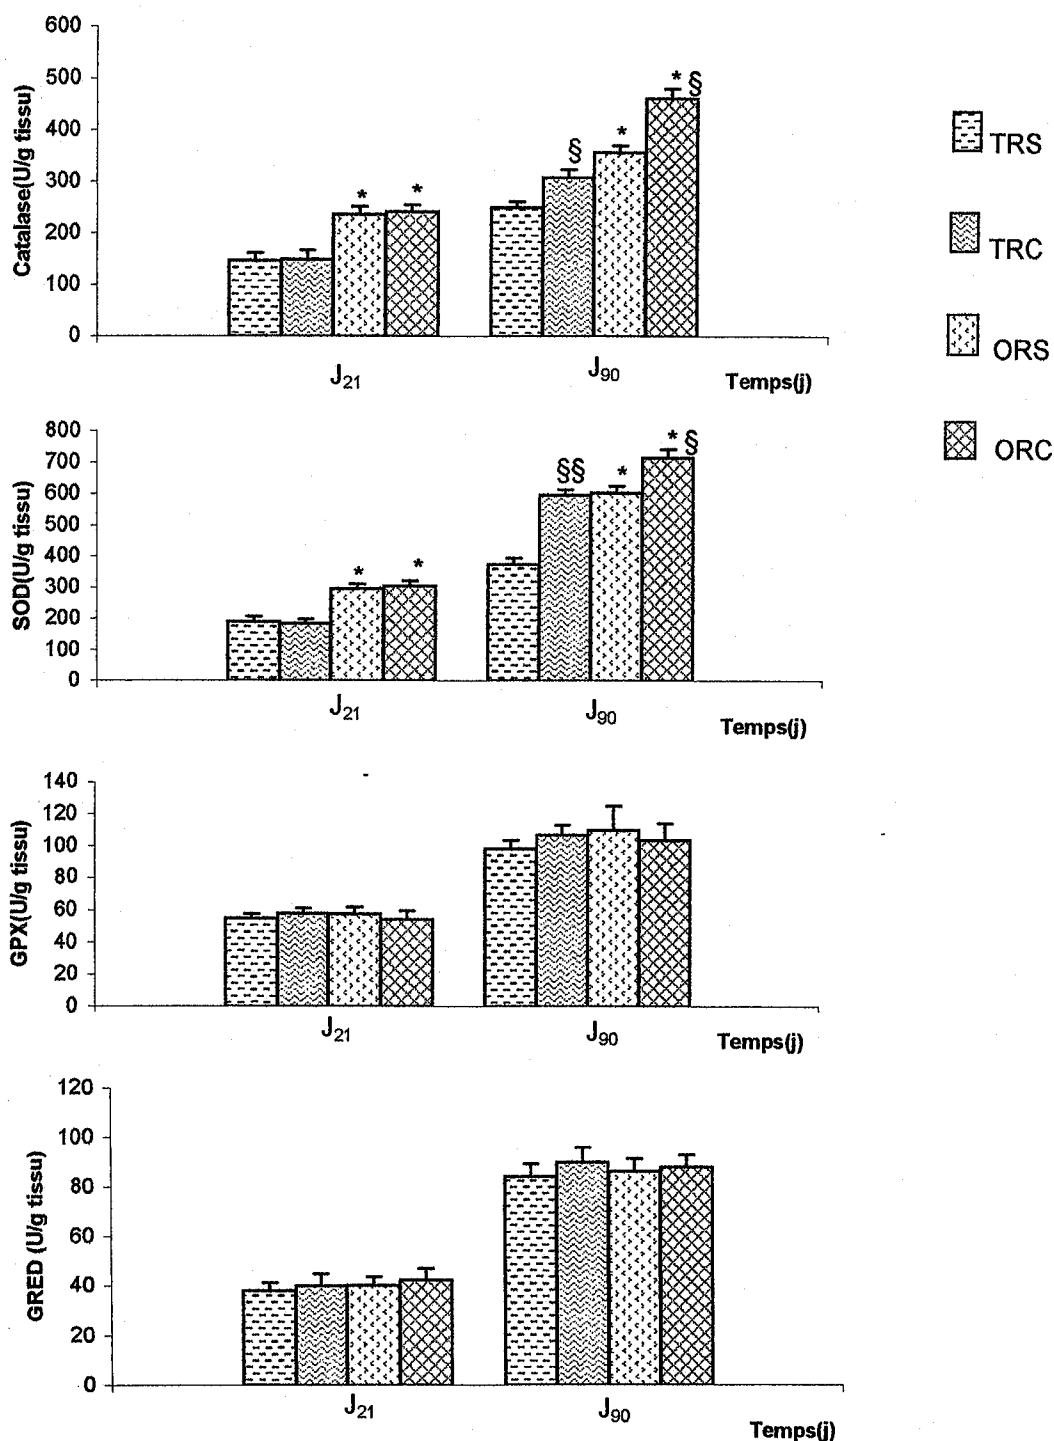 600
500
400
300
200
100
0
Catalase(U/g tissu)
* * § * * §
J21 J90 Temps(j)
TRS
TRC
ORS
ORC
800
700
600
500
400
300
200
100
0
SOD(U/g tissu)
* * §§ * * §
J21 J90 Temps(j)
140
120
100
80
60
40
20
0
GPX(U/g tissu)
J21 J90 Temps(j)
120
100
80
60
40
20
0
GRED (U/g tissu)
J21 J90 Temps(j)